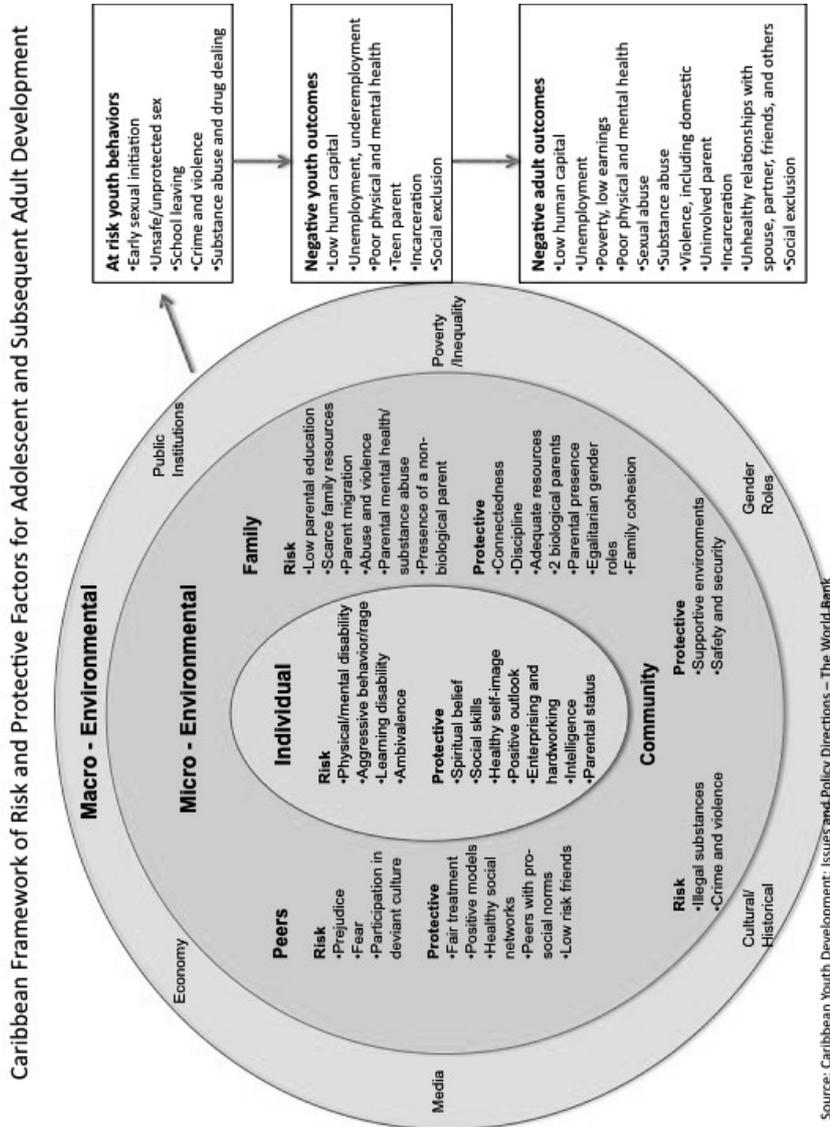 Caribbean Framework of Risk and Protective Factors for Adolescent and Subsequent Adult Development
Macro - Environmental
Economy
Public
Institutions
Media
Poverty
/Inequality
Cultural/
Historical
Gender
Roles
Micro - Environmental
Peers
Risk
•Prejudice
•Fear
•Participation in
deviant culture
Protective
•Fair treatment
•Positive models
•Healthy social
networks
•Peers with pro-
social norms
•Low risk friends
Individual
Risk
•Physical/mental disability
•Aggressive behavior/rage
•Learning disability
•Ambivalence
Protective
•Spiritual belief
•Social skills
•Healthy self-image
•Positive outlook
•Enterprising and
hardworking
•Intelligence
•Parental status
Family
Risk
•Low parental education
•Scarce family resources
•Parent migration
•Abuse and violence
•Parental mental health/
substance abuse
•Presence of a non-
biological parent
Protective
•Connectedness
•Discipline
•Adequate resources
•2 biological parents
•Parental presence
•Egalitarian gender
roles
•Family cohesion
Community
Risk
•Illegal substances
•Crime and violence
Protective
•Supportive environments
•Safety and security
At risk youth behaviors
•Early sexual initiation
•Unsafe/unprotected sex
•School leaving
•Crime and violence
•Substance abuse and drug dealing
Negative youth outcomes
•Low human capital
•Unemployment, underemployment
•Poor physical and mental health
•Teen parent
•Incarceration
•Social exclusion
Negative adult outcomes
•Low human capital
•Unemployment
•Poverty, low earnings
•Poor physical and mental health
•Sexual abuse
•Substance abuse
•Violence, including domestic
•Uninvolved parent
•Incarceration
•Unhealthy relationships with
spouse, partner, friends, and others
•Social exclusion
Source: Caribbean Youth Development: Issues and Policy Directions – The World Bank